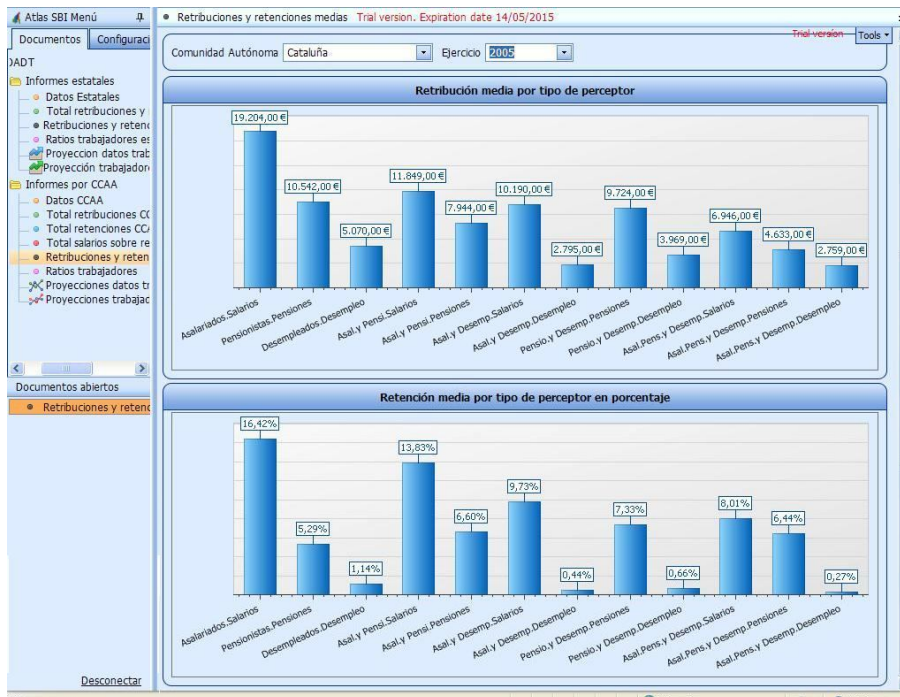 Atlas SBI Menú
Retribuciones y retenciones medias Trial version. Expiration date 14/05/2015
Documentos Configuraci
Trial version Tools
Comunidad Autónoma Cataluña Ejercicio 2005
DADT
Informes estatales
Datos Estatales
Total retribuciones y
Retribuciones y retenc
Ratios trabajadores es
Proyeccion datos trab
Proyección trabajador
Informes por CCAA
Datos CCAA
Total retribuciones CC
Total retenciones CCA
Total salarios sobre re
Retribuciones y reten
Ratios trabajadores
Proyecciones datos tr
Proyecciones trabajac
Documentos abiertos
Retribuciones y retenc
Desconectar
Retribución media por tipo de perceptor
19.204,00 €
10.542,00 €
5.070,00 €
11.849,00 €
7.944,00 €
10.190,00 €
2.795,00 €
9.724,00 €
3.969,00 €
6.946,00 €
4.633,00 €
2.759,00 €
Asalariados.Salarios
Pensionistas.Pensiones
Desempleados.Desempleo
Asal.y Pensi.Salarios
Asal.y Pensi.Pensiones
Asal.y Desemp.Salarios
Asal.y Desemp.Desempleo
Pensio.y Desemp.Pensiones
Pensio.y Desemp.Desempleo
Asal.Pens.y Desemp.Salarios
Asal.Pens.y Desemp.Pensiones
Asal.Pens.y Desemp.Desempleo
Retención media por tipo de perceptor en porcentaje
16,42%
5,29%
1,14%
13,83%
6,60%
9,73%
0,44%
7,33%
0,66%
8,01%
6,44%
0,27%
Asalariados.Salarios
Pensionistas.Pensiones
Desempleados.Desempleo
Asal.y Pensi.Salarios
Asal.y Pensi.Pensiones
Asal.y Desemp.Salarios
Asal.y Desemp.Desempleo
Pensio.y Desemp.Pensiones
Pensio.y Desemp.Desempleo
Asal.Pens.y Desemp.Salarios
Asal.Pens.y Desemp.Pensiones
Asal.Pens.y Desemp.Desempleo